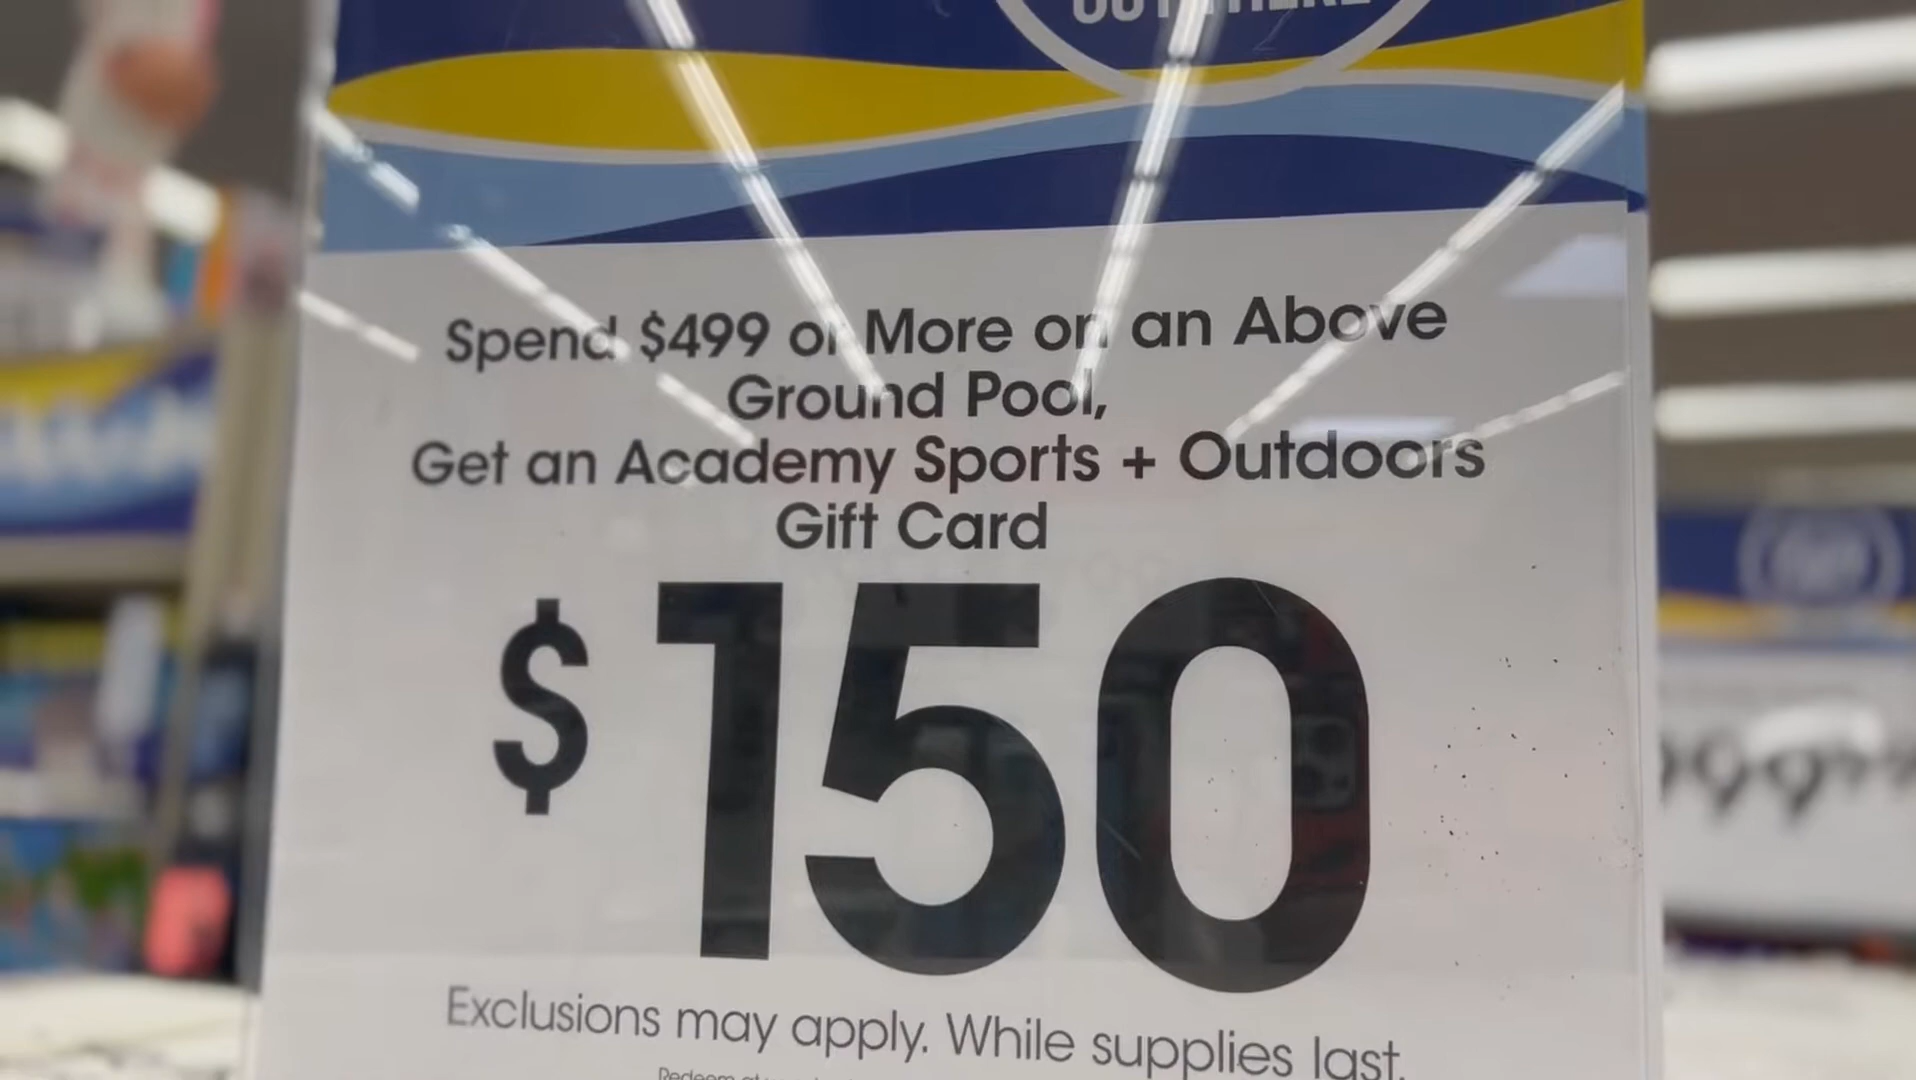 Spend $499 or More on an Above
Ground Pool,
Get an Academy Sports + Outdoors
Gift Card
$150
Exclusions may apply. While supplies last.